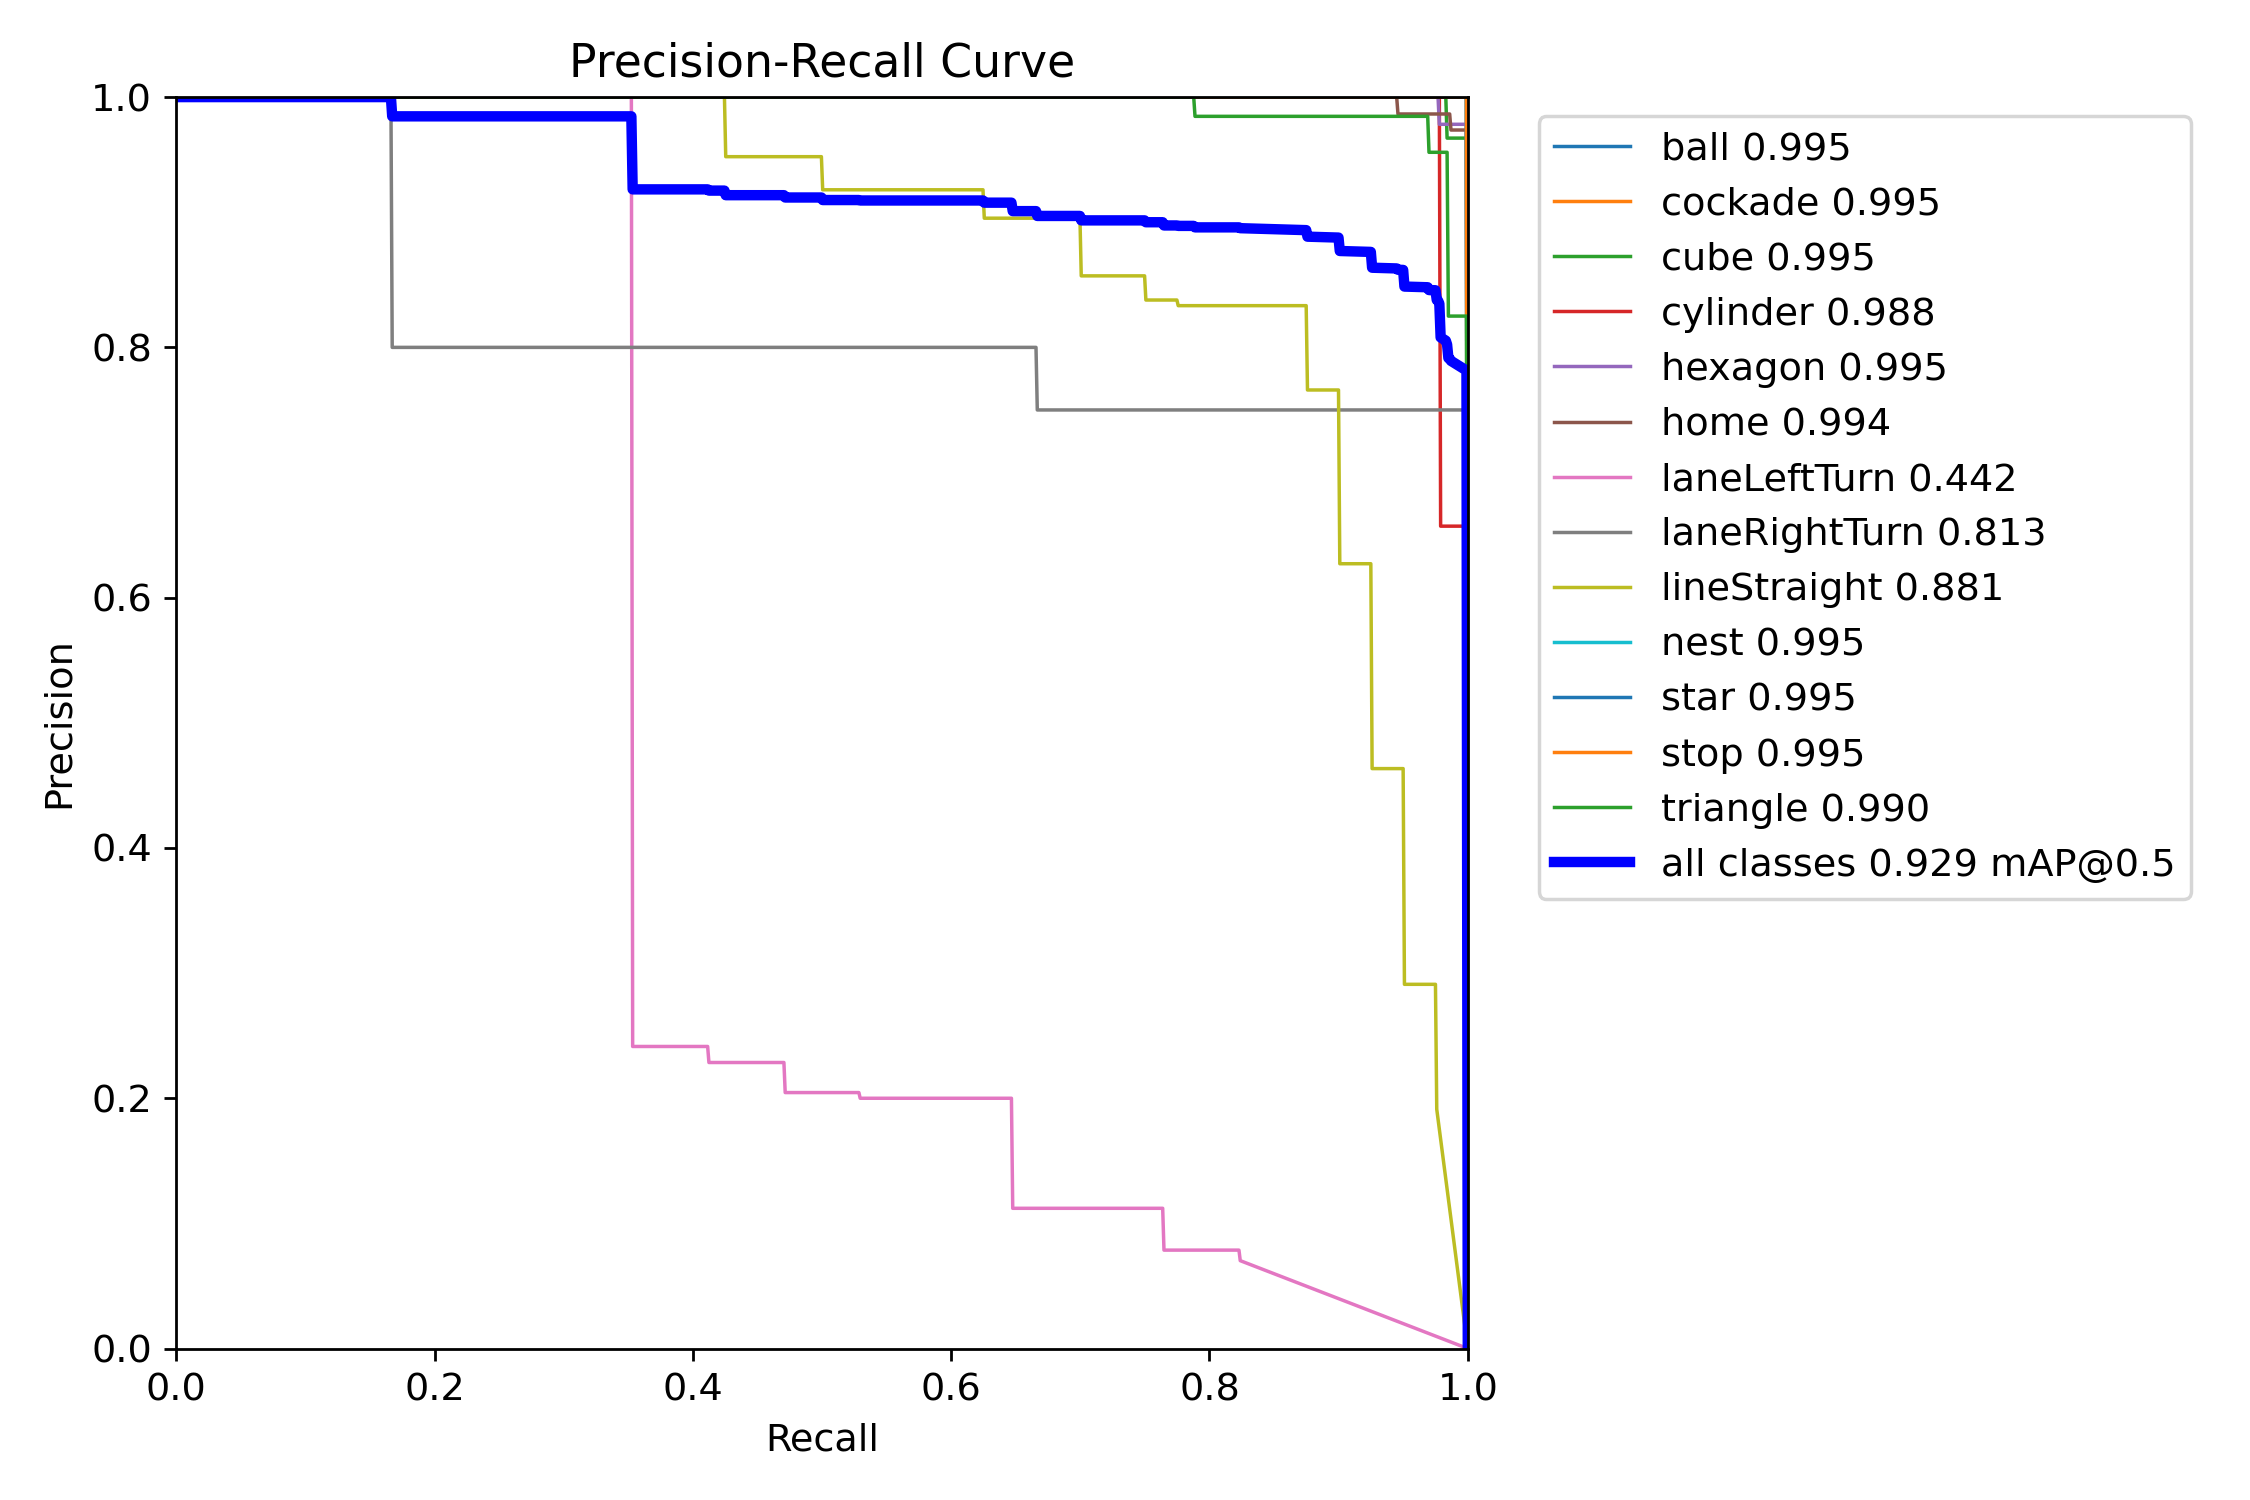 Precision-Recall Curve
1.0
0.8
0.6
0.4
0.2
0.0
Precision
0.0 0.2 0.4 0.6 0.8 1.0
Recall
ball 0.995
cockade 0.995
cube 0.995
cylinder 0.988
hexagon 0.995
home 0.994
laneLeftTurn 0.442
laneRightTurn 0.813
lineStraight 0.881
nest 0.995
star 0.995
stop 0.995
triangle 0.990
all classes 0.929 mAP@0.5